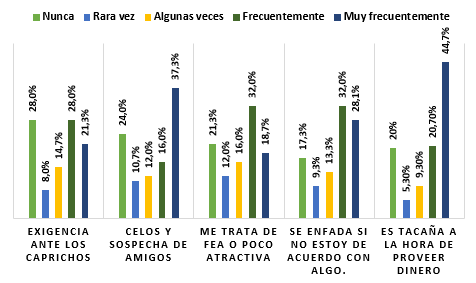 Nunca Rara vez Algunas veces Frecuentemente Muy frecuentemente
28,0% 8,0% 14,7% 28,0% 21,3%
24,0% 10,7% 12,0% 16,0% 37,3%
21,3% 12,0% 16,0% 32,0% 18,7%
17,3% 9,3% 13,3% 32,0% 28,1%
20% 5,30% 9,30% 20,70% 44,7%
EXIGENCIA
ANTE LOS
CAPRICHOS
CELOS Y
SOSPECHA DE
AMIGOS
ME TRATA DE
FEA O POCO
ATRACTIVA
SE ENFADA SI
NO ESTOY DE
ACUERDO CON
ALGO.
ES TACAÑA A
LA HORA DE
PROVEER
DINERO